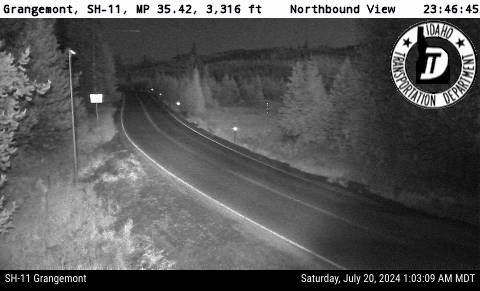 Grangemont, SH-11, MP 35.42, 3,316 ft Northbound View 23:46:45
IDAHO
TRANSPORTATION DEPARTMENT
SH-11 Grangemont Saturday, July 20, 2024 1:03:09 AM MDT